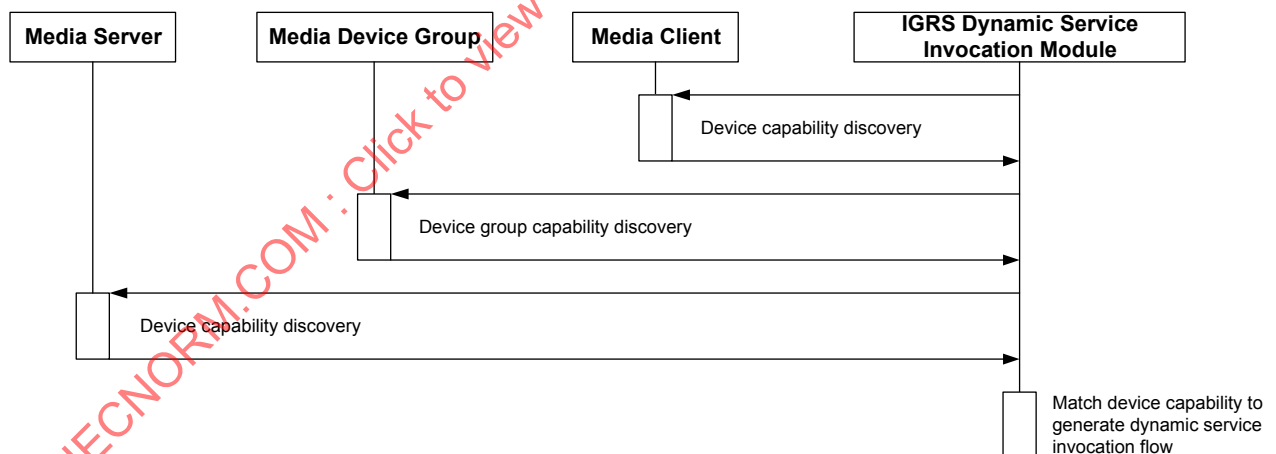 Media Server
Media Device Group
Media Client
IGRS Dynamic Service
Invocation Module
Device capability discovery
Device group capability discovery
Device capability discovery
Match device capability to
generate dynamic service
invocation flow
IECNORM.COM : Click to view